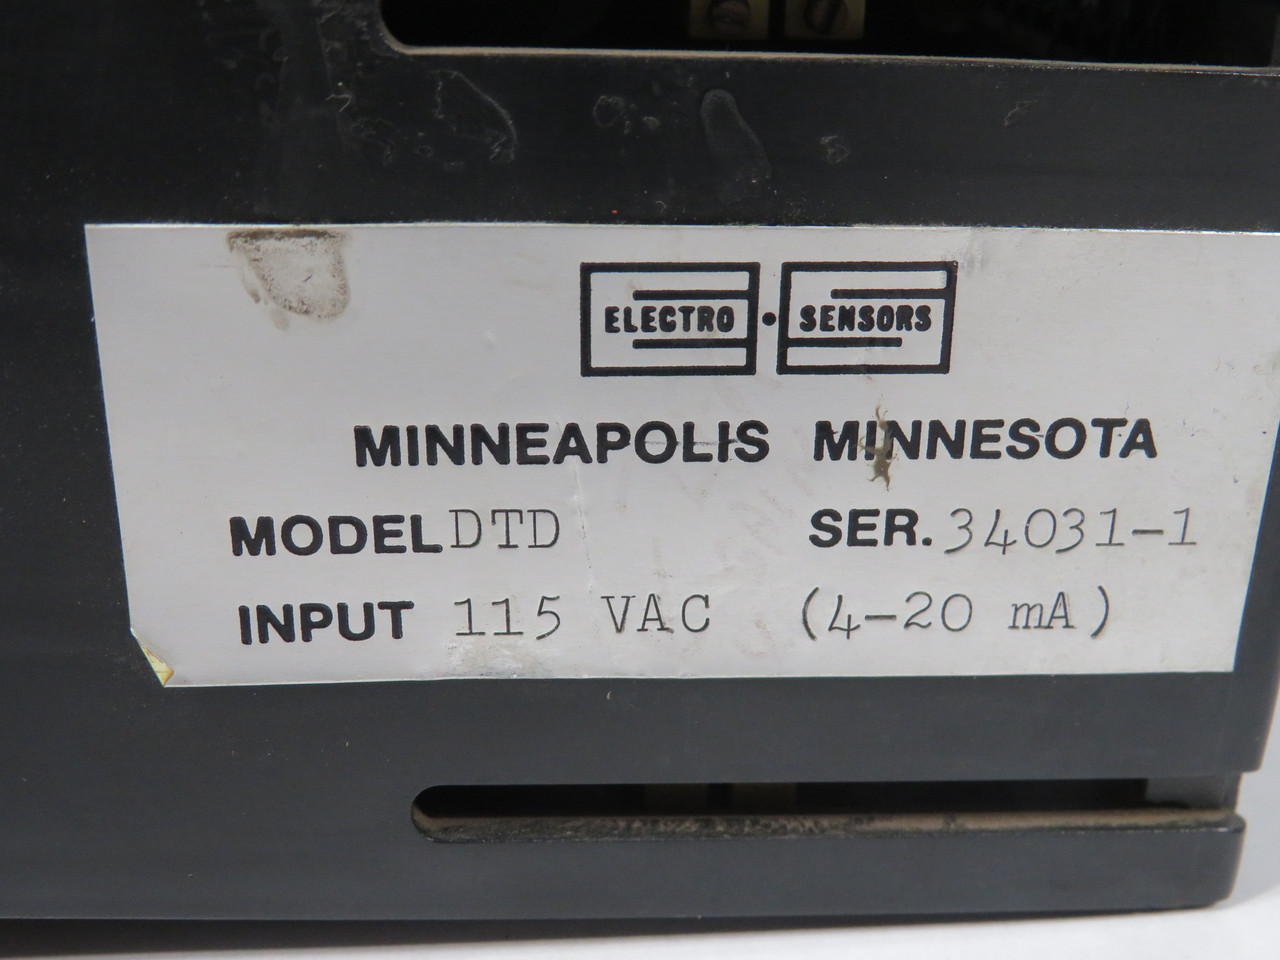 ELECTRO · SENSORS
MINNEAPOLIS MINNESOTA
MODEL DTD SER. 34031-1
INPUT 115 VAC (4-20 mA)